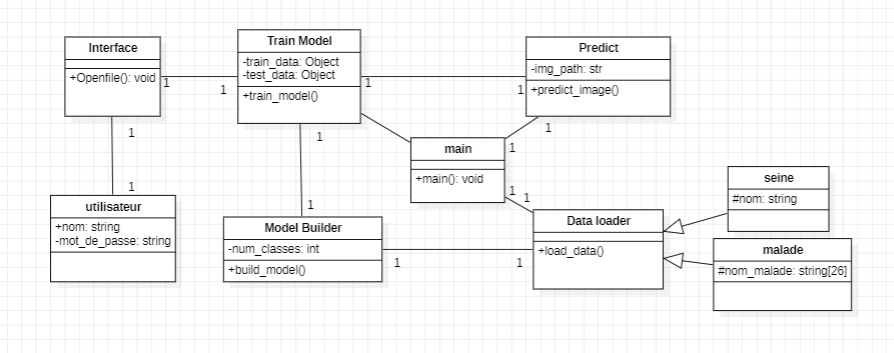 Interface
+Openfile(): void
1
1
1
1
utilisateur
+nom: string
-mot_de_passe: string
Train Model
-train_data: Object
-test_data: Object
+train_model()
1
1
1
1
Model Builder
-num_classes: int
+build_model()
1
1
Predict
-img_path: str
+predict_image()
1
1
main
+main(): void
1
1
Data loader
+load_data()
seine
#nom: string
malade
#nom_malade: string[26]